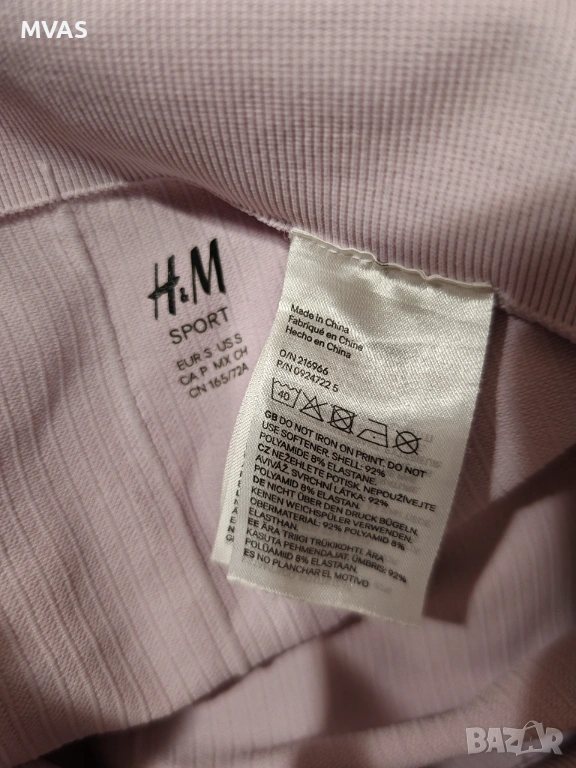 MVAS
H&M
SPORT
EUR S US S
CA P MX CH
CN 165/72A
Made in China
Fabriqué en Chine
Hecho en China
O/N 216966
P/N 0924722 5
40
GB DO NOT IRON ON PRINT. DO NOT
USE SOFTENER. SHELL: 92%
POLYAMIDE 8% ELASTANE.
CZ NEŽEHLETE POTISK. NEPOUŽÍVEJTE
AVIVÁŽ. SVRCHNÍ LÁTKA: 92%
POLYAMID 8% ELASTAN.
DE NICHT ÜBER DEN DRUCK BÜGELN.
KEINEN WEICHSPÜLER VERWENDEN.
OBERMATERIAL: 92% POLYAMID 8%
ELASTHAN.
EE ÄRA TRIIGI TRÜKIKOHTI. ÄRA
KASUTA PEHMENDAJAT. ÜMBRIS: 92%
POLÜAMIID 8% ELASTAAN.
ES NO PLANCHAR EL MOTIVO
BAZAR